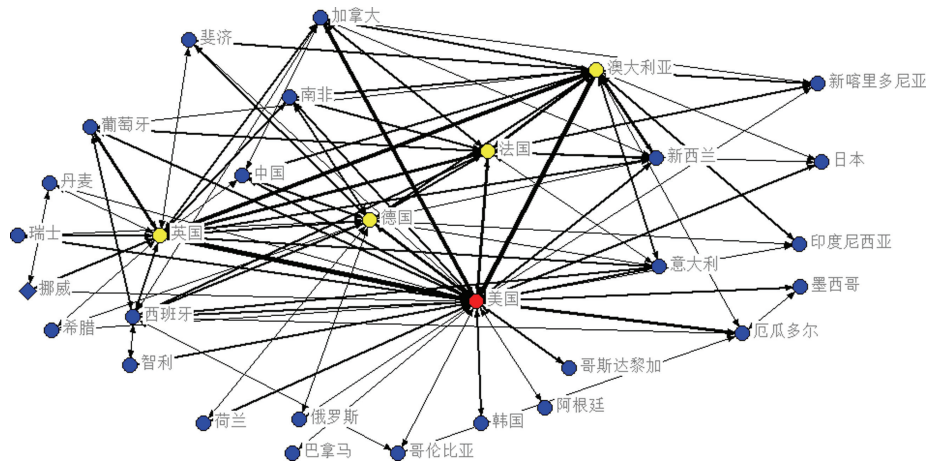 加拿大
斐济
澳大利亚
新喀里多尼亚
南非
葡萄牙
法国
新西兰
日本
中国
丹麦
德国
瑞士
英国
印度尼西亚
意大利
挪威
美国
墨西哥
希腊
西班牙
厄瓜多尔
智利
哥斯达黎加
阿根廷
荷兰
俄罗斯
韩国
巴拿马
哥伦比亚